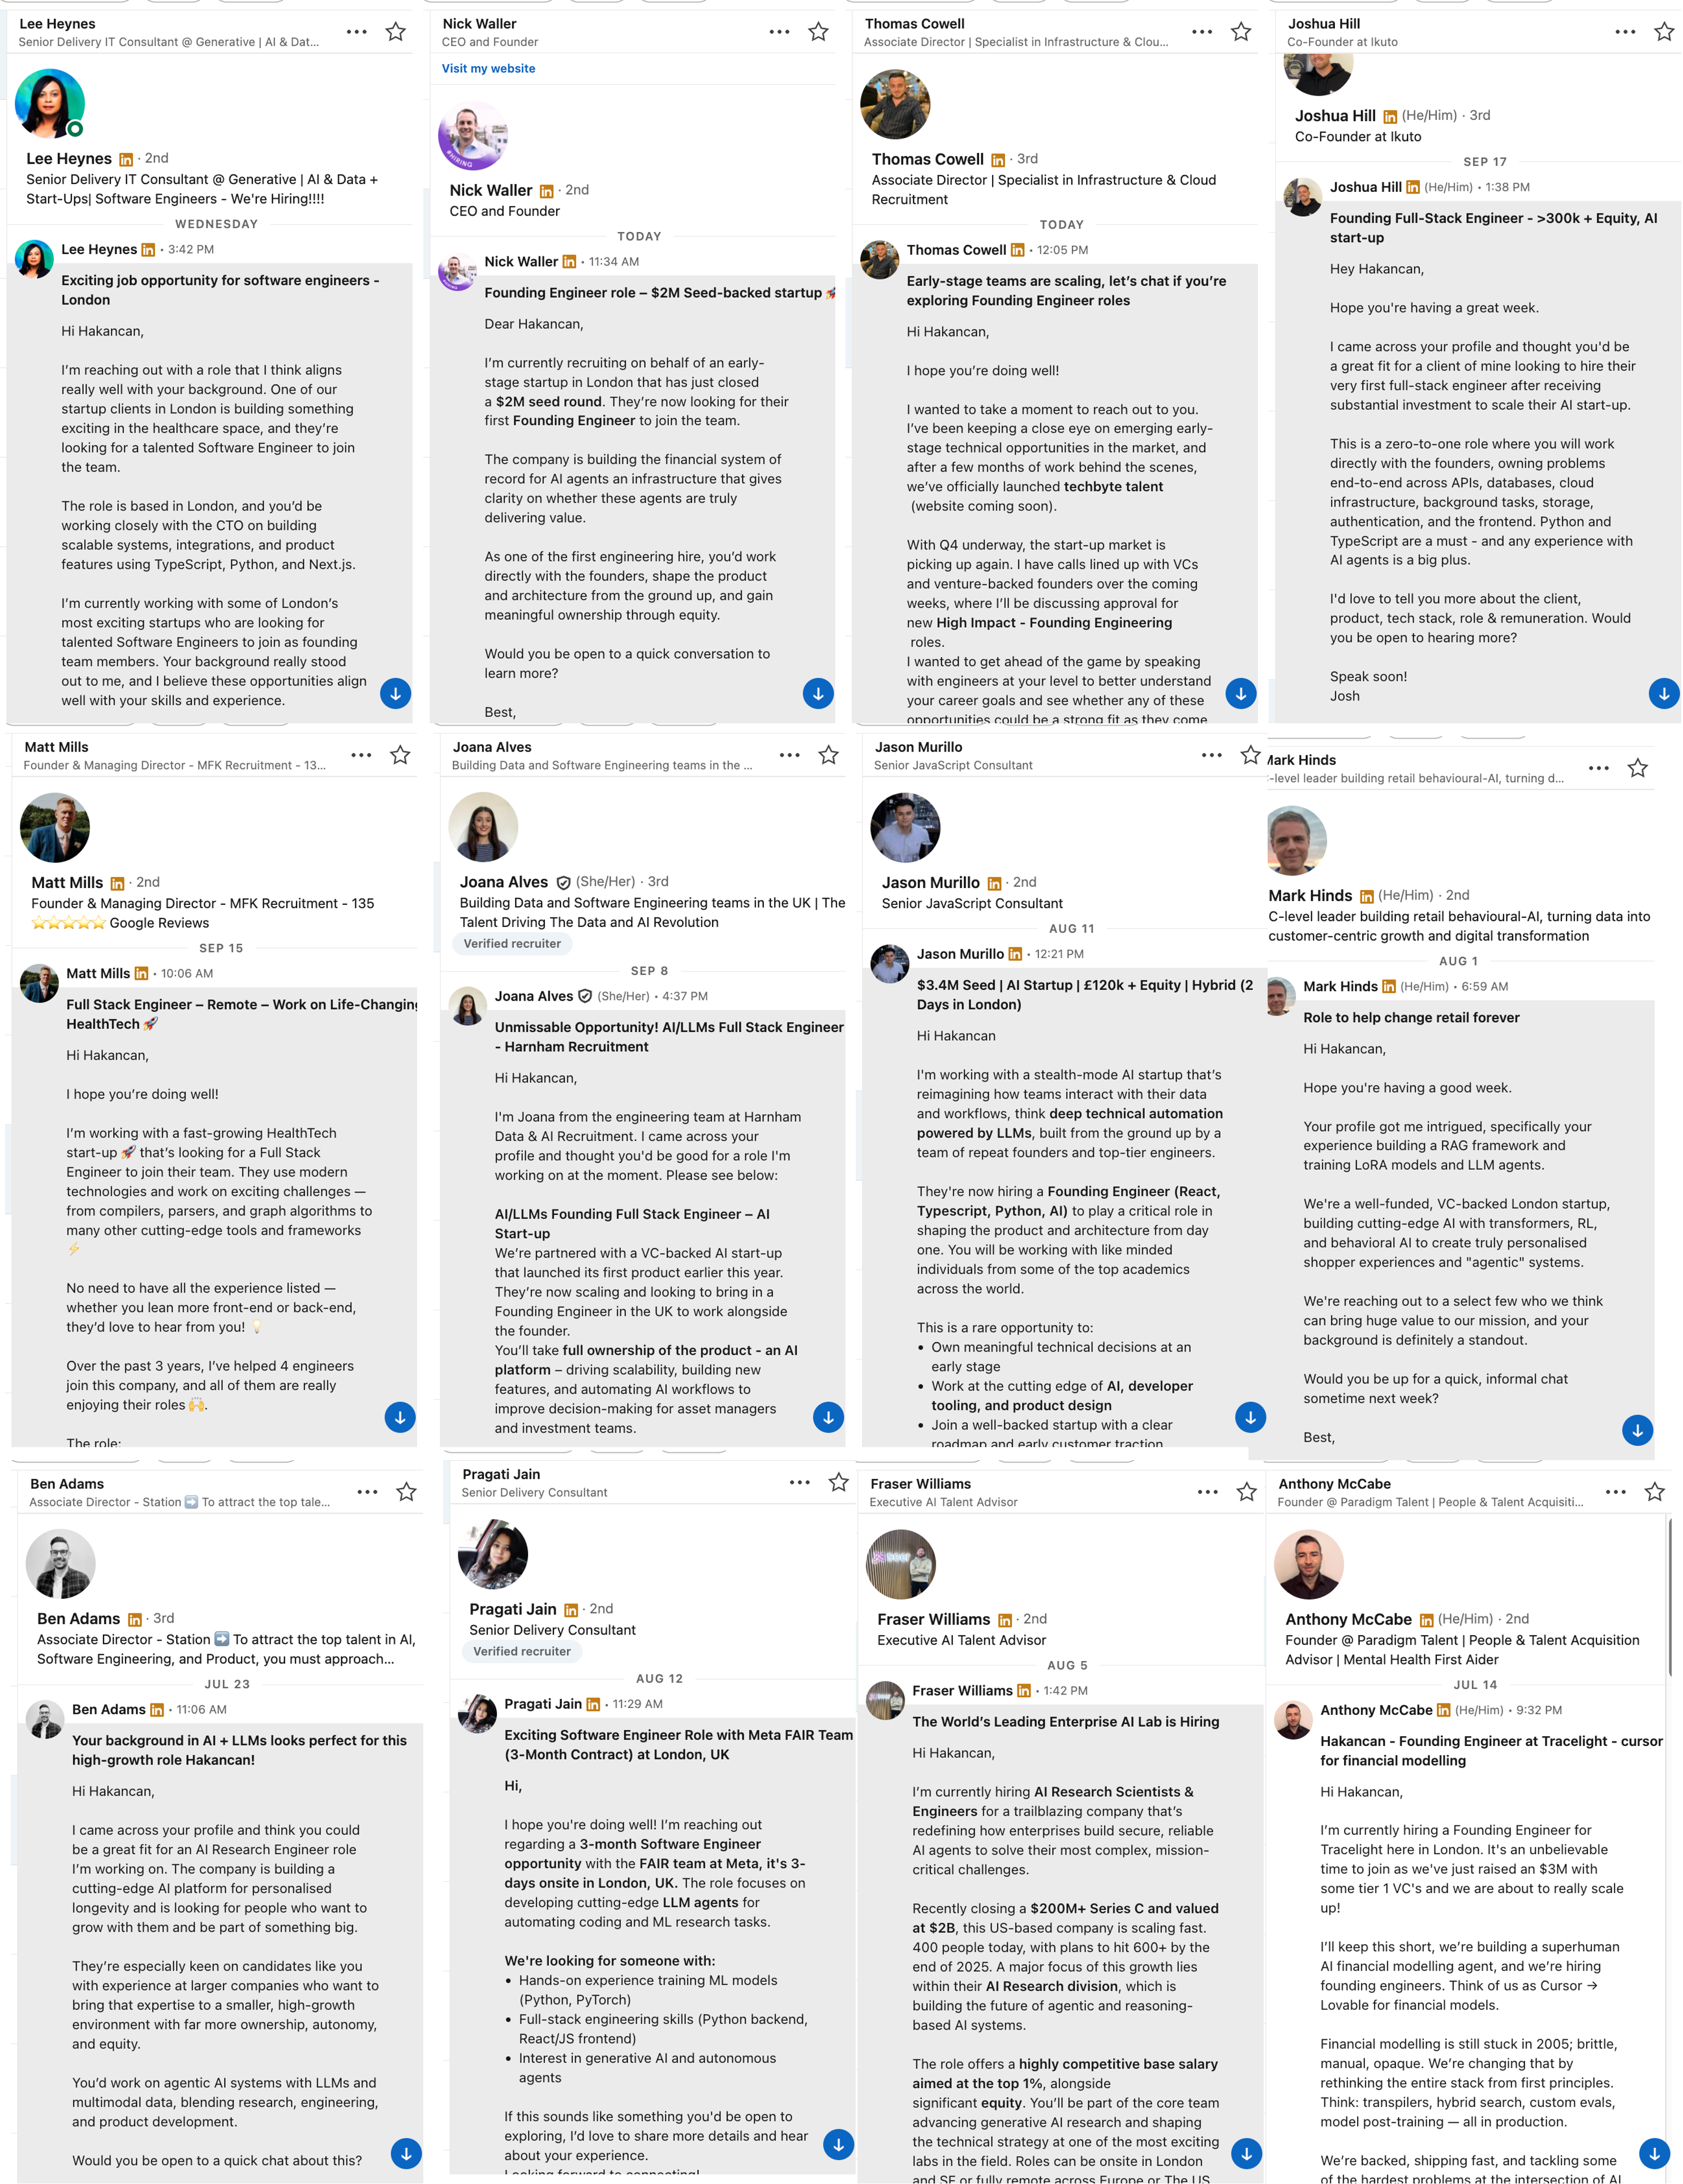 Lee Heynes
Senior Delivery IT Consultant @ Generative | AI & Dat...
Lee Heynes in · 2nd
Senior Delivery IT Consultant @ Generative | AI & Data +
Start-Ups| Software Engineers - We're Hiring!!!!
WEDNESDAY
Lee Heynes in • 3:42 PM
Exciting job opportunity for software engineers -
London
Hi Hakancan,
I'm reaching out with a role that I think aligns
really well with your background. One of our
startup clients in London is building something
exciting in the healthcare space, and they're
looking for a talented Software Engineer to join
the team.
The role is based in London, and you'd be
working closely with the CTO on building
scalable systems, integrations, and product
features using TypeScript, Python, and Next.js.
I'm currently working with some of London's
most exciting startups who are looking for
talented Software Engineers to join as founding
team members. Your background really stood
out to me, and I believe these opportunities align
well with your skills and experience.
Nick Waller
CEO and Founder
Visit my website
#HIRING
Nick Waller in · 2nd
CEO and Founder
TODAY
Nick Waller in • 11:34 AM
Founding Engineer role – $2M Seed-backed startup 🚀
Dear Hakancan,
I'm currently recruiting on behalf of an early-
stage startup in London that has just closed
a $2M seed round. They're now looking for their
first Founding Engineer to join the team.
The company is building the financial system of
record for AI agents an infrastructure that gives
clarity on whether these agents are truly
delivering value.
As one of the first engineering hire, you'd work
directly with the founders, shape the product
and architecture from the ground up, and gain
meaningful ownership through equity.
Would you be open to a quick conversation to
learn more?
Best,
Thomas Cowell
Associate Director | Specialist in Infrastructure & Clou...
Thomas Cowell in · 3rd
Associate Director | Specialist in Infrastructure & Cloud
Recruitment
TODAY
Thomas Cowell in • 12:05 PM
Early-stage teams are scaling, let's chat if you're
exploring Founding Engineer roles
Hi Hakancan,
I hope you're doing well!
I wanted to take a moment to reach out to you.
I've been keeping a close eye on emerging early-
stage technical opportunities in the market, and
after a few months of work behind the scenes,
we've officially launched techbyte talent
(website coming soon).
With Q4 underway, the start-up market is
picking up again. I have calls lined up with VCs
and venture-backed founders over the coming
weeks, where I'll be discussing approval for
new High Impact - Founding Engineering
roles.
I wanted to get ahead of the game by speaking
with engineers at your level to better understand
your career goals and see whether any of these
opportunities could be a strong fit as they come
Joshua Hill
Co-Founder at Ikuto
Joshua Hill in (He/Him) · 3rd
Co-Founder at Ikuto
SEP 17
Joshua Hill in (He/Him) • 1:38 PM
Founding Full-Stack Engineer - >300k + Equity, AI
start-up
Hey Hakancan,
Hope you're having a great week.
I came across your profile and thought you'd be
a great fit for a client of mine looking to hire their
very first full-stack engineer after receiving
substantial investment to scale their AI start-up.
This is a zero-to-one role where you will work
directly with the founders, owning problems
end-to-end across APIs, databases, cloud
infrastructure, background tasks, storage,
authentication, and the frontend. Python and
TypeScript are a must - and any experience with
AI agents is a big plus.
I'd love to tell you more about the client,
product, tech stack, role & remuneration. Would
you be open to hearing more?
Speak soon!
Josh
Matt Mills
Founder & Managing Director - MFK Recruitment - 13...
Matt Mills in · 2nd
Founder & Managing Director - MFK Recruitment - 135
⭐⭐⭐⭐⭐ Google Reviews
SEP 15
Matt Mills in • 10:06 AM
Full Stack Engineer – Remote – Work on Life-Changing
HealthTech 🚀
Hi Hakancan,
I hope you're doing well!
I'm working with a fast-growing HealthTech
start-up 🚀 that's looking for a Full Stack
Engineer to join their team. They use modern
technologies and work on exciting challenges —
from compilers, parsers, and graph algorithms to
many other cutting-edge tools and frameworks
⚡
No need to have all the experience listed —
whether you lean more front-end or back-end,
they'd love to hear from you! 💡
Over the past 3 years, I've helped 4 engineers
join this company, and all of them are really
enjoying their roles 🙌.
The role:
Joana Alves
Building Data and Software Engineering teams in the ...
Joana Alves (She/Her) · 3rd
Building Data and Software Engineering teams in the UK | The
Talent Driving The Data and AI Revolution
Verified recruiter
SEP 8
Joana Alves (She/Her) • 4:37 PM
Unmissable Opportunity! AI/LLMs Full Stack Engineer
- Harnham Recruitment
Hi Hakancan,
I'm Joana from the engineering team at Harnham
Data & AI Recruitment. I came across your
profile and thought you'd be good for a role I'm
working on at the moment. Please see below:
AI/LLMs Founding Full Stack Engineer – AI
Start-up
We're partnered with a VC-backed AI start-up
that launched its first product earlier this year.
They're now scaling and looking to bring in a
Founding Engineer in the UK to work alongside
the founder.
You'll take full ownership of the product - an AI
platform – driving scalability, building new
features, and automating AI workflows to
improve decision-making for asset managers
and investment teams.
Jason Murillo
Senior JavaScript Consultant
Jason Murillo in · 2nd
Senior JavaScript Consultant
AUG 11
Jason Murillo in • 12:21 PM
$3.4M Seed | AI Startup | £120k + Equity | Hybrid (2
Days in London)
Hi Hakancan
I'm working with a stealth-mode AI startup that's
reimagining how teams interact with their data
and workflows, think deep technical automation
powered by LLMs, built from the ground up by a
team of repeat founders and top-tier engineers.
They're now hiring a Founding Engineer (React,
Typescript, Python, AI) to play a critical role in
shaping the product and architecture from day
one. You will be working with like minded
individuals from some of the top academics
across the world.
This is a rare opportunity to:
• Own meaningful technical decisions at an
early stage
• Work at the cutting edge of AI, developer
tooling, and product design
• Join a well-backed startup with a clear
roadmap and early customer traction
Mark Hinds
C-level leader building retail behavioural-AI, turning d...
Mark Hinds in (He/Him) · 2nd
C-level leader building retail behavioural-AI, turning data into
customer-centric growth and digital transformation
AUG 1
Mark Hinds in (He/Him) • 6:59 AM
Role to help change retail forever
Hi Hakancan,
Hope you're having a good week.
Your profile got me intrigued, specifically your
experience building a RAG framework and
training LoRA models and LLM agents.
We're a well-funded, VC-backed London startup,
building cutting-edge AI with transformers, RL,
and behavioral AI to create truly personalised
shopper experiences and "agentic" systems.
We're reaching out to a select few who we think
can bring huge value to our mission, and your
background is definitely a standout.
Would you be up for a quick, informal chat
sometime next week?
Best,
Ben Adams
Associate Director - Station ➡️ To attract the top tale...
Ben Adams in · 3rd
Associate Director - Station ➡️ To attract the top talent in AI,
Software Engineering, and Product, you must approach...
JUL 23
Ben Adams in • 11:06 AM
Your background in AI + LLMs looks perfect for this
high-growth role Hakancan!
Hi Hakancan,
I came across your profile and think you could
be a great fit for an AI Research Engineer role
I'm working on. The company is building a
cutting-edge AI platform for personalised
longevity and is looking for people who want to
grow with them and be part of something big.
They're especially keen on candidates like you
with experience at larger companies who want to
bring that expertise to a smaller, high-growth
environment with far more ownership, autonomy,
and equity.
You'd work on agentic AI systems with LLMs and
multimodal data, blending research, engineering,
and product development.
Would you be open to a quick chat about this?
Pragati Jain
Senior Delivery Consultant
Pragati Jain in · 2nd
Senior Delivery Consultant
Verified recruiter
AUG 12
Pragati Jain in • 11:29 AM
Exciting Software Engineer Role with Meta FAIR Team
(3-Month Contract) at London, UK
Hi,
I hope you're doing well! I'm reaching out
regarding a 3-month Software Engineer
opportunity with the FAIR team at Meta, it's 3-
days onsite in London, UK. The role focuses on
developing cutting-edge LLM agents for
automating coding and ML research tasks.
We're looking for someone with:
• Hands-on experience training ML models
(Python, PyTorch)
• Full-stack engineering skills (Python backend,
React/JS frontend)
• Interest in generative AI and autonomous
agents
If this sounds like something you'd be open to
exploring, I'd love to share more details and hear
about your experience.
Looking forward to connecting!
Fraser Williams
Executive AI Talent Advisor
Fraser Williams in · 2nd
Executive AI Talent Advisor
AUG 5
Fraser Williams in • 1:42 PM
The World's Leading Enterprise AI Lab is Hiring
Hi Hakancan,
I'm currently hiring AI Research Scientists &
Engineers for a trailblazing company that's
redefining how enterprises build secure, reliable
AI agents to solve their most complex, mission-
critical challenges.
Recently closing a $200M+ Series C and valued
at $2B, this US-based company is scaling fast.
400 people today, with plans to hit 600+ by the
end of 2025. A major focus of this growth lies
within their AI Research division, which is
building the future of agentic and reasoning-
based AI systems.
The role offers a highly competitive base salary
aimed at the top 1%, alongside
significant equity. You'll be part of the core team
advancing generative AI research and shaping
the technical strategy at one of the most exciting
labs in the field. Roles can be onsite in London
and SF or fully remote across Europe or The US
Anthony McCabe
Founder @ Paradigm Talent | People & Talent Acquisiti...
Anthony McCabe in (He/Him) · 2nd
Founder @ Paradigm Talent | People & Talent Acquisition
Advisor | Mental Health First Aider
JUL 14
Anthony McCabe in (He/Him) • 9:32 PM
Hakancan - Founding Engineer at Tracelight - cursor
for financial modelling
Hi Hakancan,
I'm currently hiring a Founding Engineer for
Tracelight here in London. It's an unbelievable
time to join as we've just raised an $3M with
some tier 1 VC's and we are about to really scale
up!
I'll keep this short, we're building a superhuman
AI financial modelling agent, and we're hiring
founding engineers. Think of us as Cursor →
Lovable for financial models.
Financial modelling is still stuck in 2005; brittle,
manual, opaque. We're changing that by
rethinking the entire stack from first principles.
Think: transpilers, hybrid search, custom evals,
model post-training — all in production.
We're backed, shipping fast, and tackling some
of the hardest problems at the intersection of AI